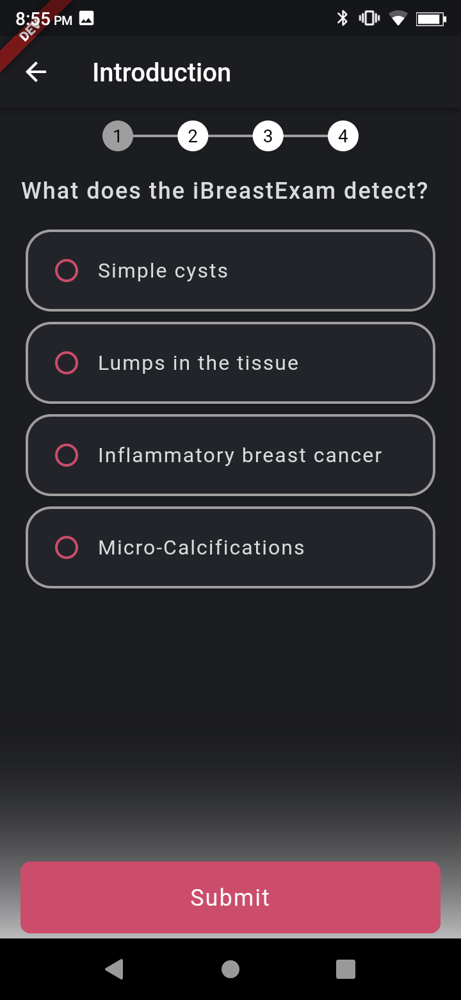 8:55 PM
DEV
Introduction
1 2 3 4
What does the iBreastExam detect?
Simple cysts
Lumps in the tissue
Inflammatory breast cancer
Micro-Calcifications
Submit